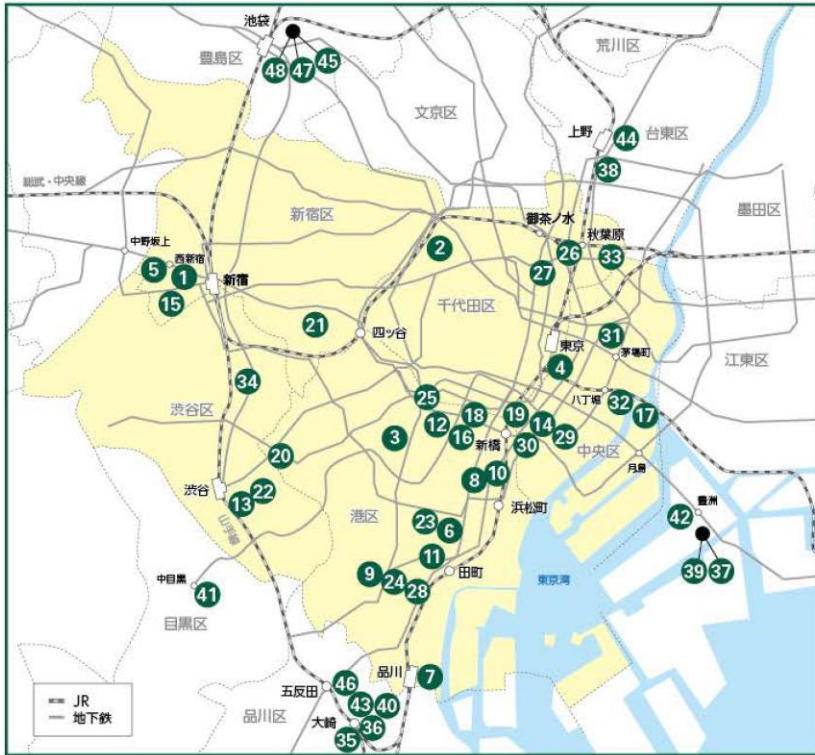 池袋
豊島区
48
47
45
荒川区
文京区
上野
44
台東区
38
総武・中央線
新宿区
御茶ノ水
墨田区
中野坂上
2
26
秋葉原
5
西新宿
1
新宿
27
33
15
千代田区
21
四ッ谷
31
東京
茅場町
江東区
4
34
八丁堀
32
17
25
18
19
14
渋谷区
3
12
16
新橋
29
30
中央区
20
月島
渋谷
13
22
8
10
浜松町
豊洲
42
山手線
港区
23
6
11
中目黒
9
24
28
田町
東京湾
39
37
41
目黒区
品川
7
五反田
46
JR
地下鉄
品川区
43
40
大崎
36
35